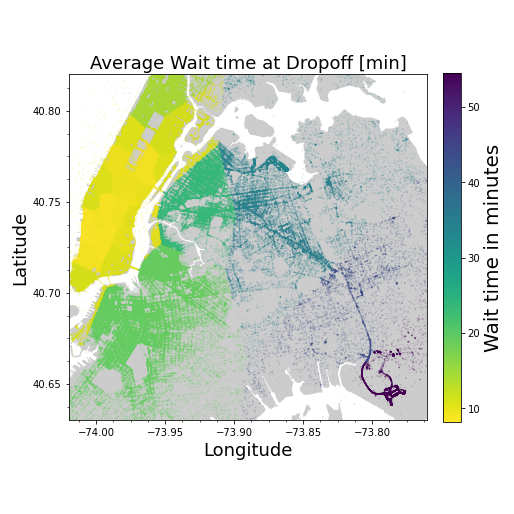 Average Wait time at Dropoff [min]
40.80
40.75
40.70
40.65
Latitude
−74.00 −73.95 −73.90 −73.85 −73.80
Longitude
50
40
30
20
10
Wait time in minutes